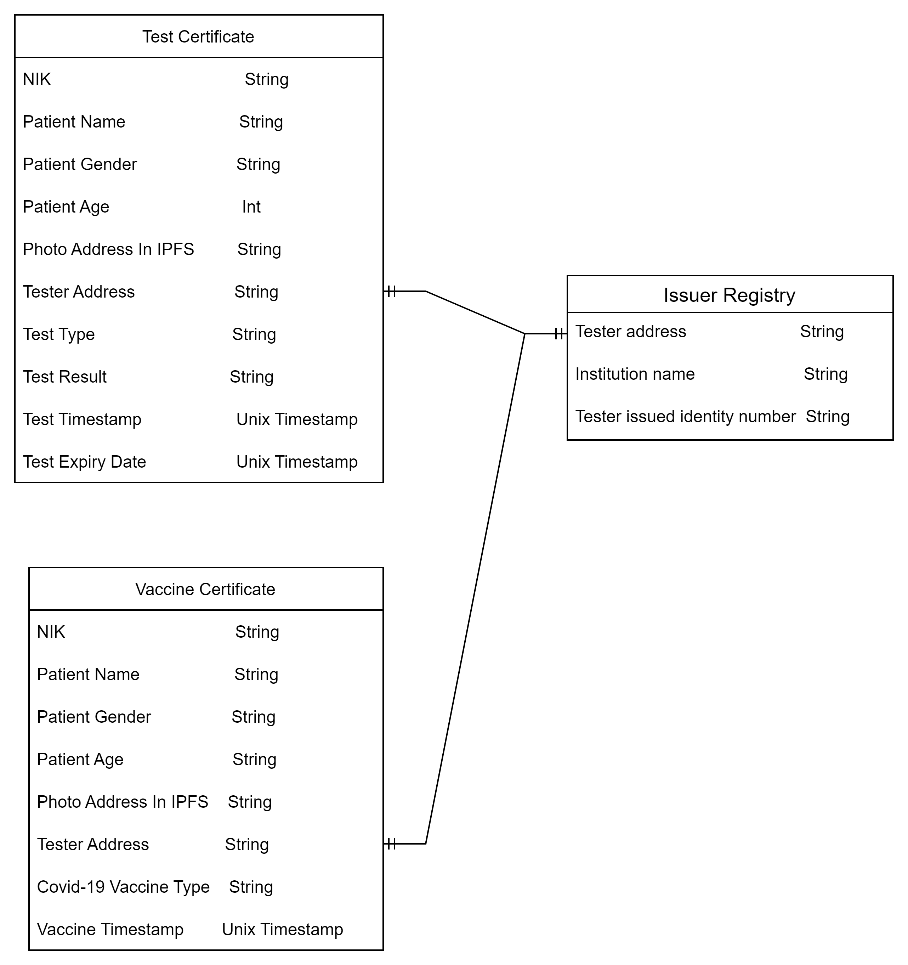 Test Certificate
NIK String
Patient Name String
Patient Gender String
Patient Age Int
Photo Address In IPFS String
Tester Address String
Test Type String
Test Result String
Test Timestamp Unix Timestamp
Test Expiry Date Unix Timestamp
Issuer Registry
Tester address String
Institution name String
Tester issued identity number String
Vaccine Certificate
NIK String
Patient Name String
Patient Gender String
Patient Age String
Photo Address In IPFS String
Tester Address String
Covid-19 Vaccine Type String
Vaccine Timestamp Unix Timestamp